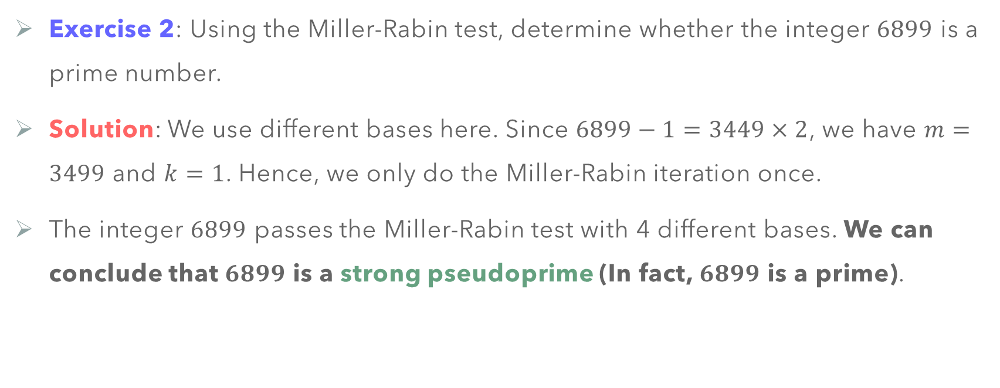 ➢ Exercise 2: Using the Miller-Rabin test, determine whether the integer 6899 is a
prime number.
➢ Solution: We use different bases here. Since 6899 − 1 = 3449 × 2, we have m =
3499 and k = 1. Hence, we only do the Miller-Rabin iteration once.
➢ The integer 6899 passes the Miller-Rabin test with 4 different bases. We can
conclude that 6899 is a strong pseudoprime (In fact, 6899 is a prime).